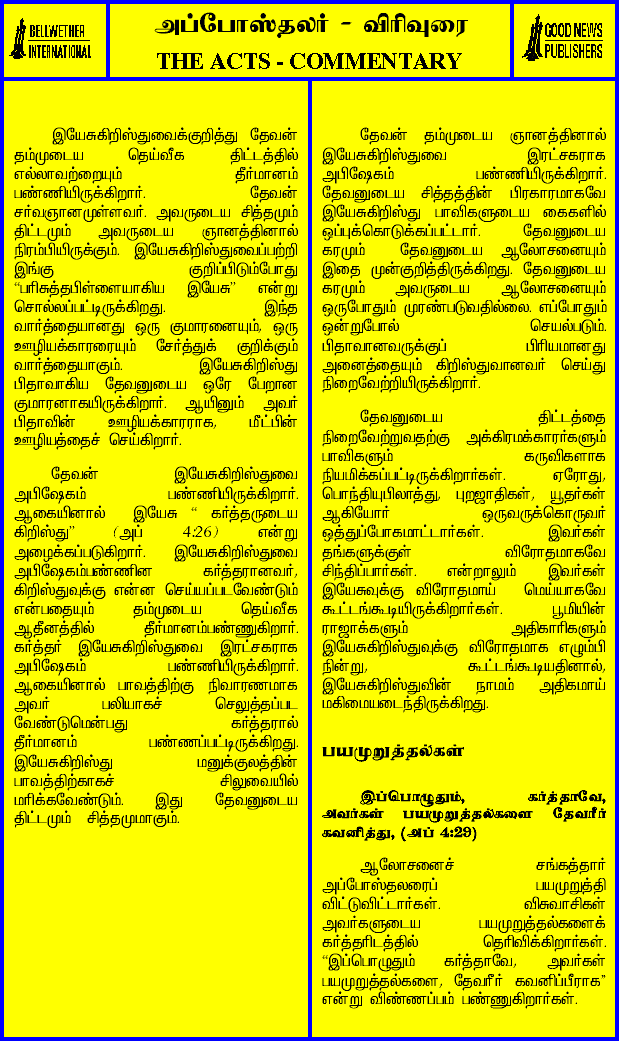 BELLWETHER
INTERNATIONAL
அப்போஸ்தலர் - விரிவுரை
THE ACTS - COMMENTARY
GOOD NEWS
PUBLISHERS
இயேசுகிறிஸ்துவைக்குறித்து தேவன்
தம்முடைய தெய்வீக திட்டத்தில்
எல்லாவற்றையும் தீர்மானம்
பண்ணியிருக்கிறார். தேவன்
சர்வஞானமுள்ளவர். அவருடைய சித்தமும்
திட்டமும் அவருடைய ஞானத்தினால்
நிரம்பியிருக்கும். இயேசுகிறிஸ்துவைப்பற்றி
இங்கு குறிப்பிடும்போது
“பரிசுத்தபிள்ளையாகிய இயேசு” என்று
சொல்லப்பட்டிருக்கிறது. இந்த
வார்த்தையானது ஒரு குமாரனையும், ஒரு
ஊழியக்காரரையும் சேர்த்துக் குறிக்கும்
வார்த்தையாகும். இயேசுகிறிஸ்து
பிதாவாகிய தேவனுடைய ஒரே பேறான
குமாரனாகயிருக்கிறார். ஆயினும் அவர்
பிதாவின் ஊழியக்காரராக, மீட்பின்
ஊழியத்தைச் செய்கிறார்.
தேவன் இயேசுகிறிஸ்துவை
அபிஷேகம் பண்ணியிருக்கிறார்.
ஆகையினால் இயேசு “ கர்த்தருடைய
கிறிஸ்து” (அப் 4:26) என்று
அழைக்கப்படுகிறார். இயேசுகிறிஸ்துவை
அபிஷேகம்பண்ணின கர்த்தரானவர்,
கிறிஸ்துவுக்கு என்ன செய்யப்படவேண்டும்
என்பதையும் தம்முடைய தெய்வீக
ஆதீனத்தில் தீர்மானம்பண்ணுகிறார்.
கர்த்தர் இயேசுகிறிஸ்துவை இரட்சகராக
அபிஷேகம் பண்ணியிருக்கிறார்.
ஆகையினால் பாவத்திற்கு நிவாரணமாக
அவர் பலியாகச் செலுத்தப்பட
வேண்டுமென்பது கர்த்தரால்
தீர்மானம் பண்ணப்பட்டிருக்கிறது.
இயேசுகிறிஸ்து மனுக்குலத்தின்
பாவத்திற்காகச் சிலுவையில்
மரிக்கவேண்டும். இது தேவனுடைய
திட்டமும் சித்தமுமாகும்.
தேவன் தம்முடைய ஞானத்தினால்
இயேசுகிறிஸ்துவை இரட்சகராக
அபிஷேகம் பண்ணியிருக்கிறார்.
தேவனுடைய சித்தத்தின் பிரகாரமாகவே
இயேசுகிறிஸ்து பாவிகளுடைய கைகளில்
ஒப்புக்கொடுக்கப்பட்டார். தேவனுடைய
கரமும் தேவனுடைய ஆலோசனையும்
இதை முன்குறித்திருக்கிறது. தேவனுடைய
கரமும் அவருடைய ஆலோசனையும்
ஒருபோதும் முரண்படுவதில்லை. எப்போதும்
ஒன்றுபோல் செயல்படும்.
பிதாவானவருக்குப் பிரியமானது
அனைத்தையும் கிறிஸ்துவானவர் செய்து
நிறைவேற்றியிருக்கிறார்.
தேவனுடைய திட்டத்தை
நிறைவேற்றுவதற்கு அக்கிரமக்காரர்களும்
பாவிகளும் கருவிகளாக
நியமிக்கப்பட்டிருக்கிறார்கள். ஏரோது,
பொந்தியுபிலாத்து, புறஜாதிகள், யூதர்கள்
ஆகியோர் ஒருவருக்கொருவர்
ஒத்துப்போகமாட்டார்கள். இவர்கள்
தங்களுக்குள் விரோதமாகவே
சிந்திப்பார்கள். என்றாலும் இவர்கள்
இயேசுவுக்கு விரோதமாய் மெய்யாகவே
கூட்டங்கூடியிருக்கிறார்கள். பூமியின்
ராஜாக்களும் அதிகாரிகளும்
இயேசுகிறிஸ்துவுக்கு விரோதமாக எழும்பி
நின்று, கூட்டங்கூடியதினால்,
இயேசுகிறிஸ்துவின் நாமம் அதிகமாய்
மகிமையடைந்திருக்கிறது.
பயமுறுத்தல்கள்
இப்பொழுதும், கர்த்தாவே,
அவர்கள் பயமுறுத்தல்களை தேவரீர்
கவனித்து, (அப் 4:29)
ஆலோசனைச் சங்கத்தார்
அப்போஸ்தலரைப் பயமுறுத்தி
விட்டுவிட்டார்கள். விசுவாசிகள்
அவர்களுடைய பயமுறுத்தல்களைக்
கர்த்தரிடத்தில் தெரிவிக்கிறார்கள்.
“இப்பொழுதும் கர்த்தாவே, அவர்கள்
பயமுறுத்தல்களை, தேவரீர் கவனிப்பீராக”
என்று விண்ணப்பம் பண்ணுகிறார்கள்.